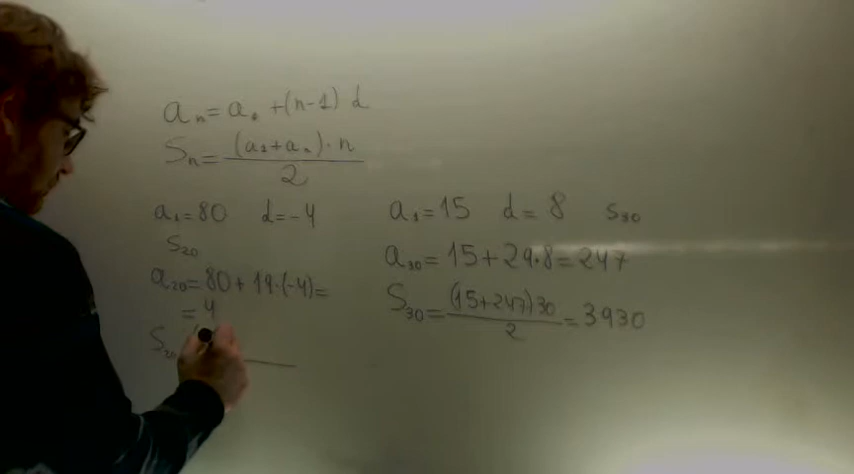 aₙ = a₁ + (n-1) d
Sₙ = (a₁ + aₙ) · n / 2
a₁ = 80 d = -4
S₂₀
a₂₀ = 80 + 19 · (-4) =
= 4
S₂₀
a₁ = 15 d = 8 S₃₀
a₃₀ = 15 + 29 · 8 = 247
S₃₀ = (15 + 247) 30 / 2 = 3930